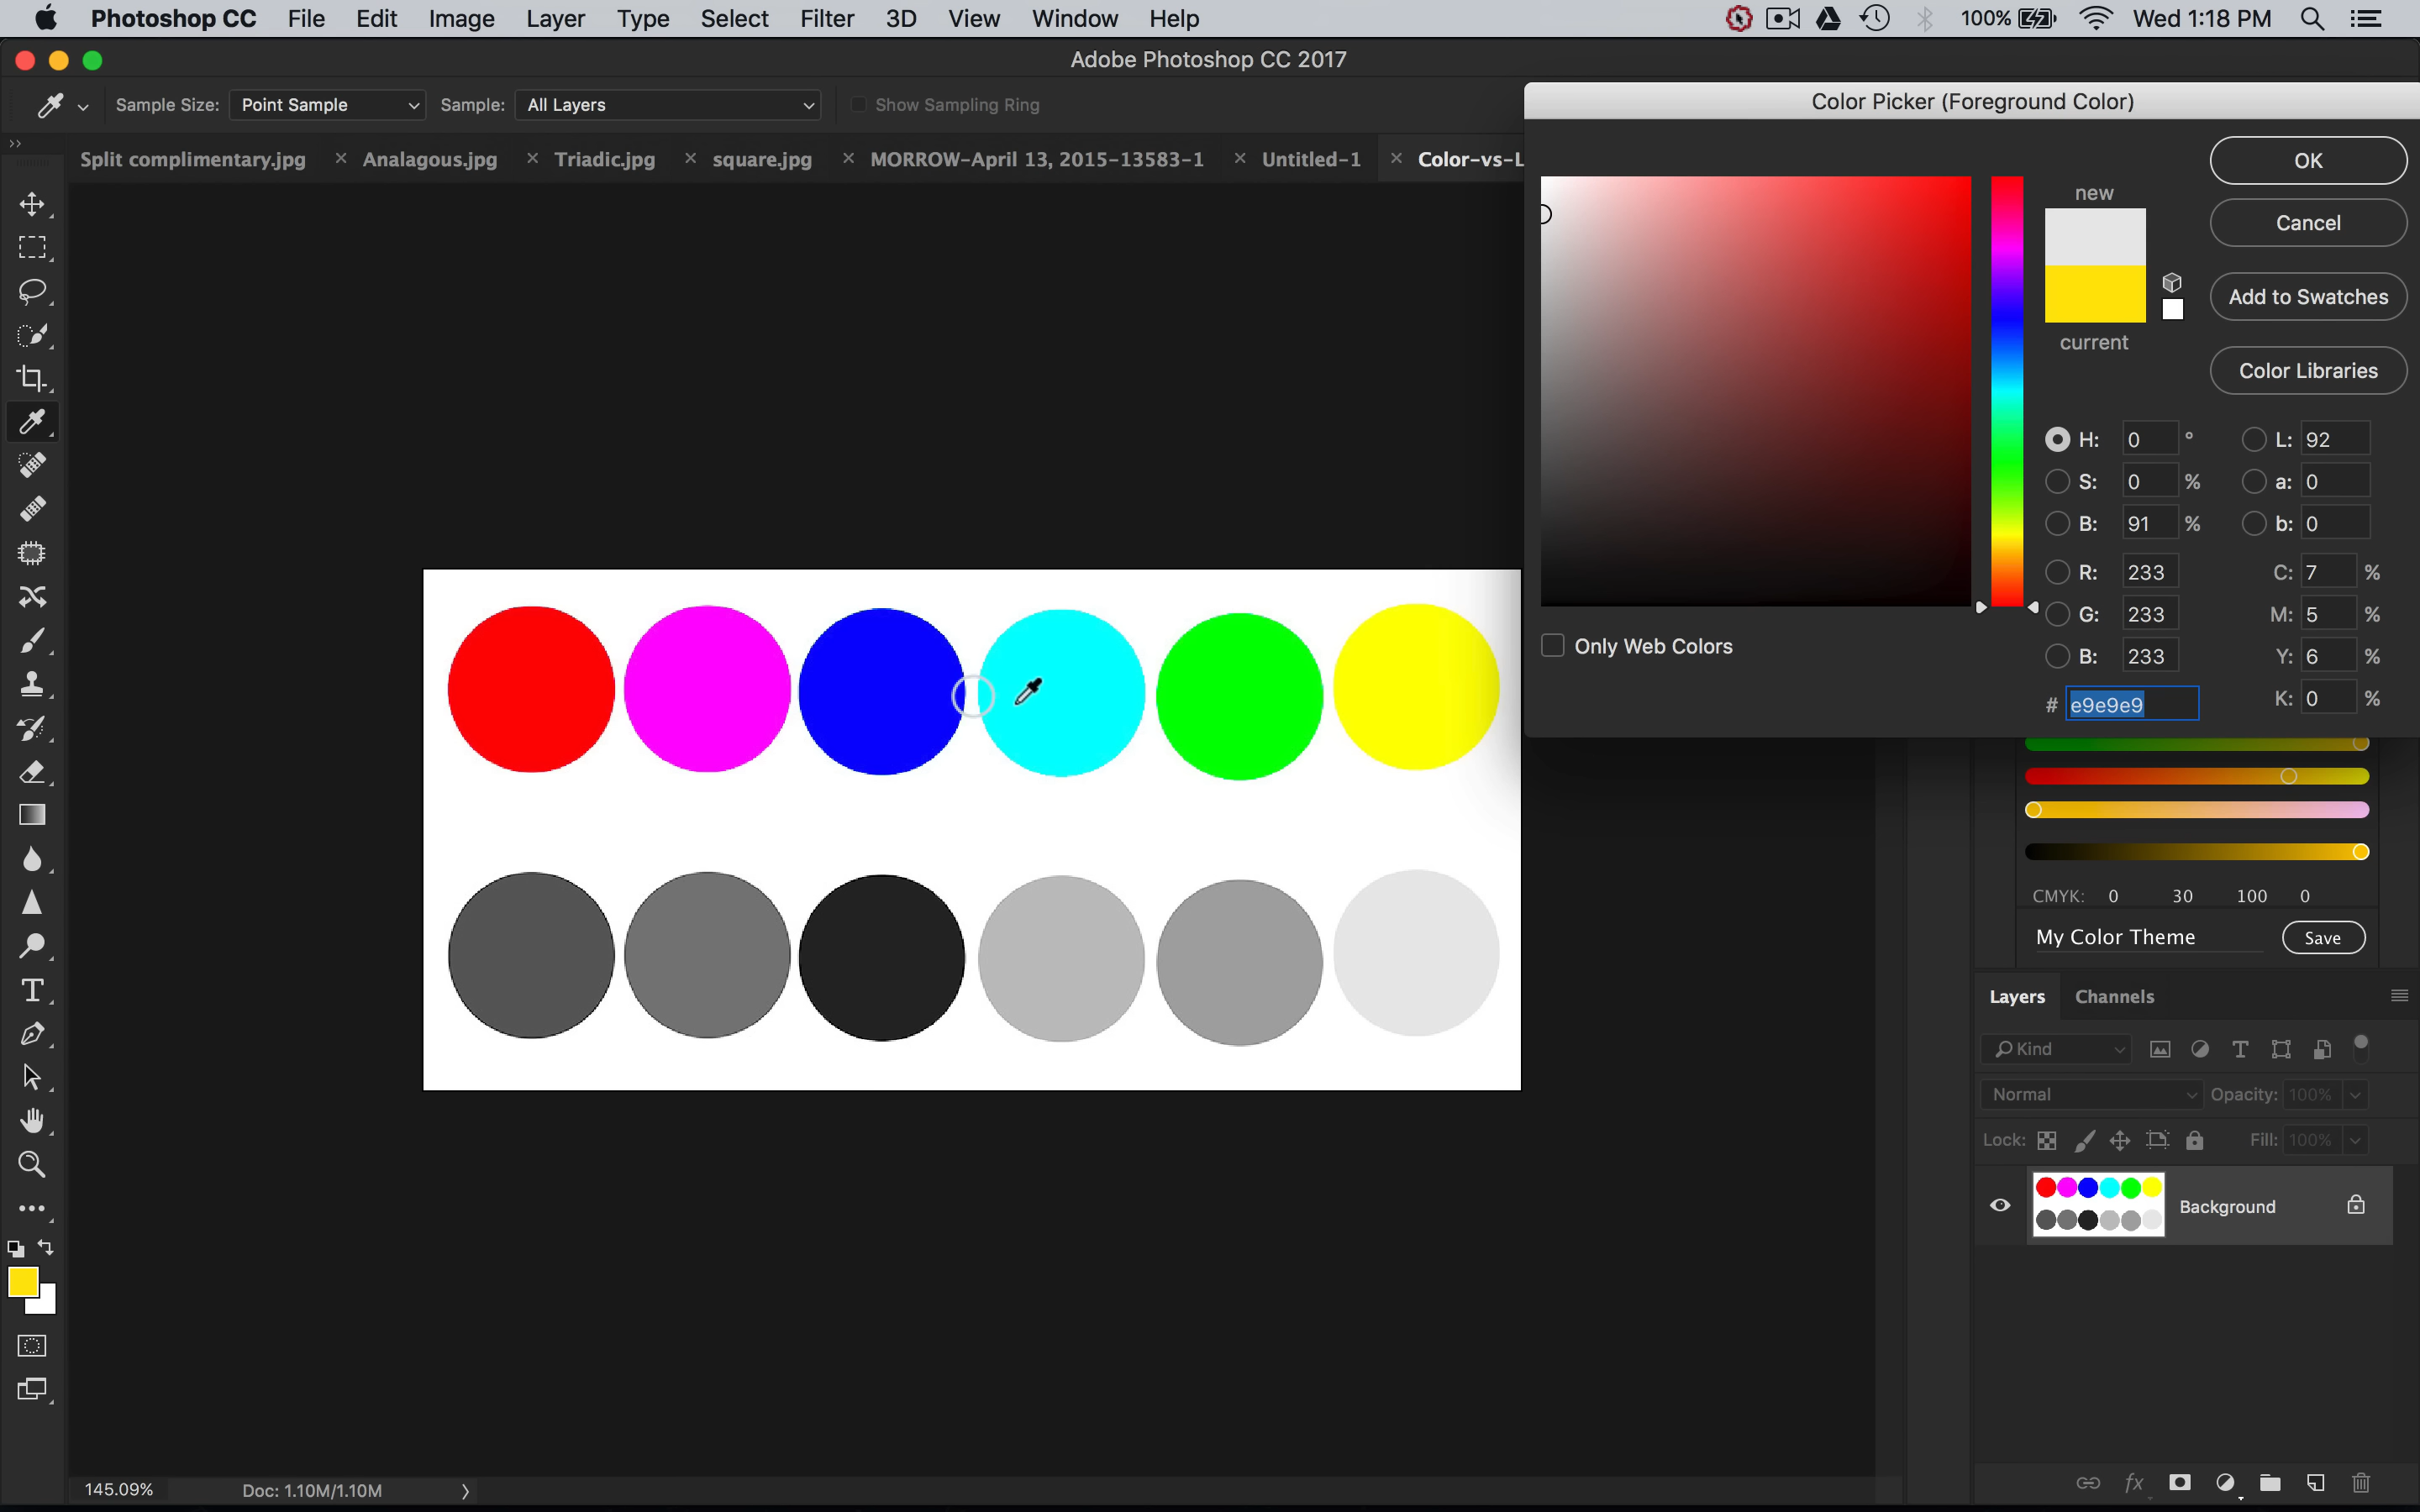 Photoshop CC File Edit Image Layer Type Select Filter 3D View Window Help 100% Wed 1:18 PM
Adobe Photoshop CC 2017
Sample Size: Point Sample Sample: All Layers Show Sampling Ring
Split complimentary.jpg Analagous.jpg Triadic.jpg square.jpg MORROW-April 13, 2015-13583-1 Untitled-1 Color-vs-L
Color Picker (Foreground Color)
new
current
OK
Cancel
Add to Swatches
Color Libraries
H: 0 ° L: 92
S: 0 % a: 0
B: 91 % b: 0
R: 233 C: 7 %
G: 233 M: 5 %
B: 233 Y: 6 %
# e9e9e9 K: 0 %
Only Web Colors
CMYK: 0 30 100 0
My Color Theme Save
Layers Channels
Kind
Normal Opacity: 100%
Lock: Fill: 100%
Background
fx
145.09% Doc: 1.10M/1.10M